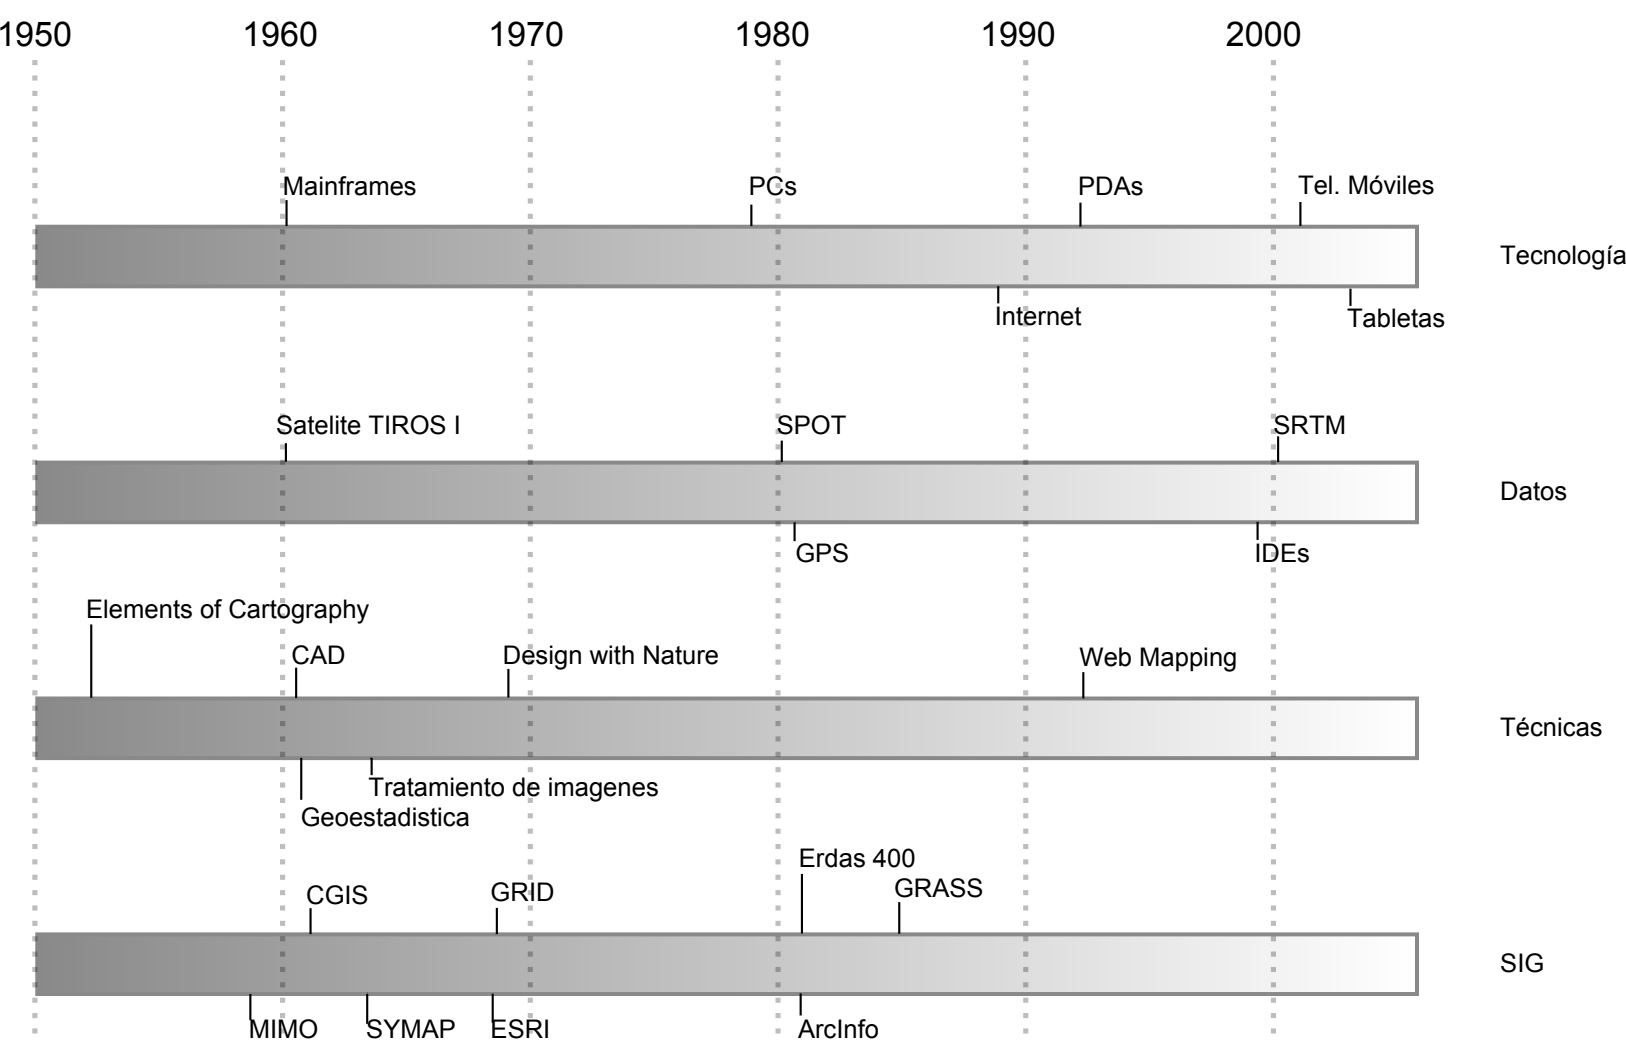 1950 1960 1970 1980 1990 2000
Mainframes PCs PDAs Tel. Móviles
Tecnología
Internet Tabletas
Satelite TIROS I SPOT SRTM
Datos
GPS IDEs
Elements of Cartography
CAD Design with Nature Web Mapping
Técnicas
Tratamiento de imagenes
Geoestadistica
Erdas 400
CGIS GRID GRASS
SIG
MIMO SYMAP ESRI ArcInfo